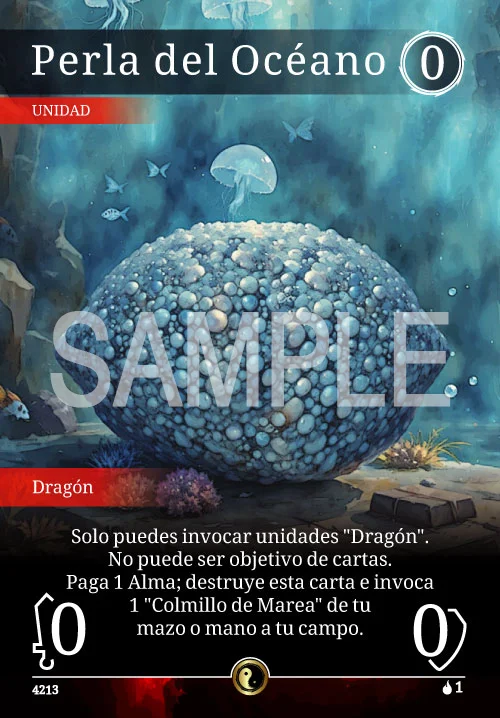 Perla del Océano 0
UNIDAD
SAMPLE
SAMPLE
Dragón
Solo puedes invocar unidades "Dragón".
No puede ser objetivo de cartas.
Paga 1 Alma; destruye esta carta e invoca
1 "Colmillo de Marea" de tu
mazo o mano a tu campo.
0 0
4213 1